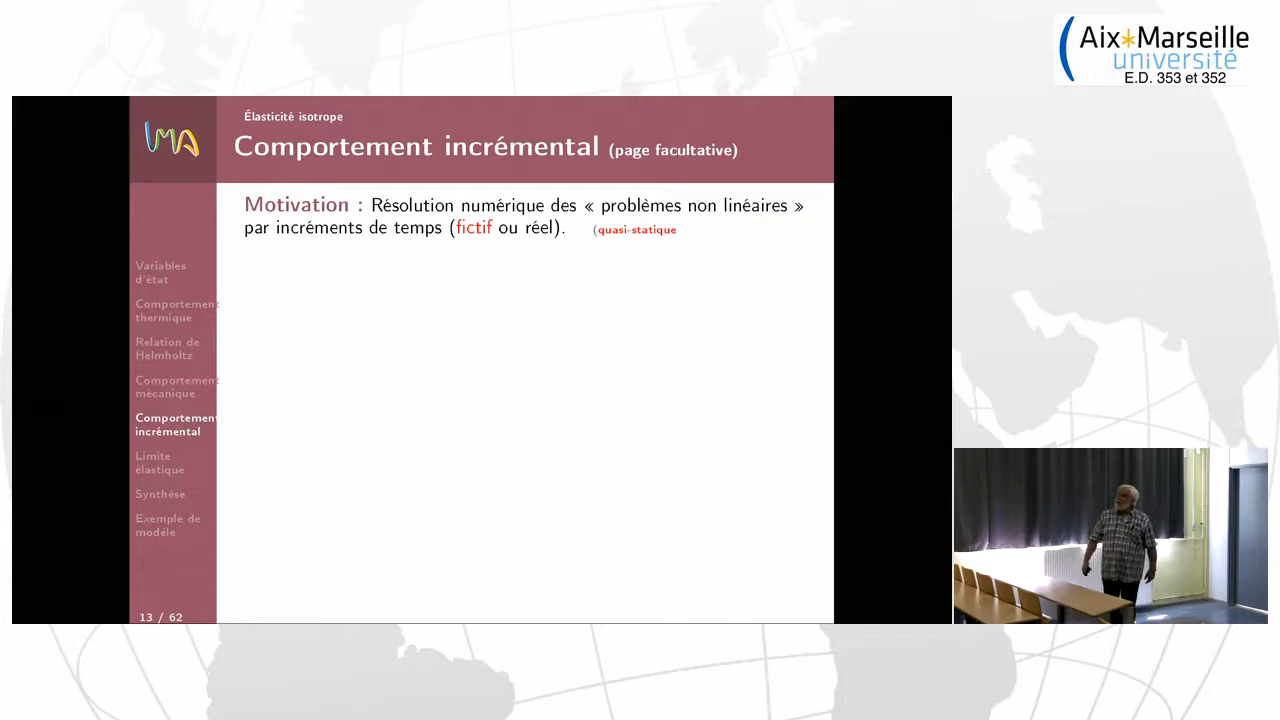 Aix*Marseille
université
E.D. 353 et 352
Élasticité isotrope
LMA
Comportement incrémental (page facultative)
Motivation : Résolution numérique des « problèmes non linéaires »
par incréments de temps (fictif ou réel). (quasi-statique
Variables
d'état
Comportement
thermique
Relation de
Helmholtz
Comportement
mécanique
Comportement
incrémental
Limite
élastique
Synthèse
Exemple de
modèle
13 / 62